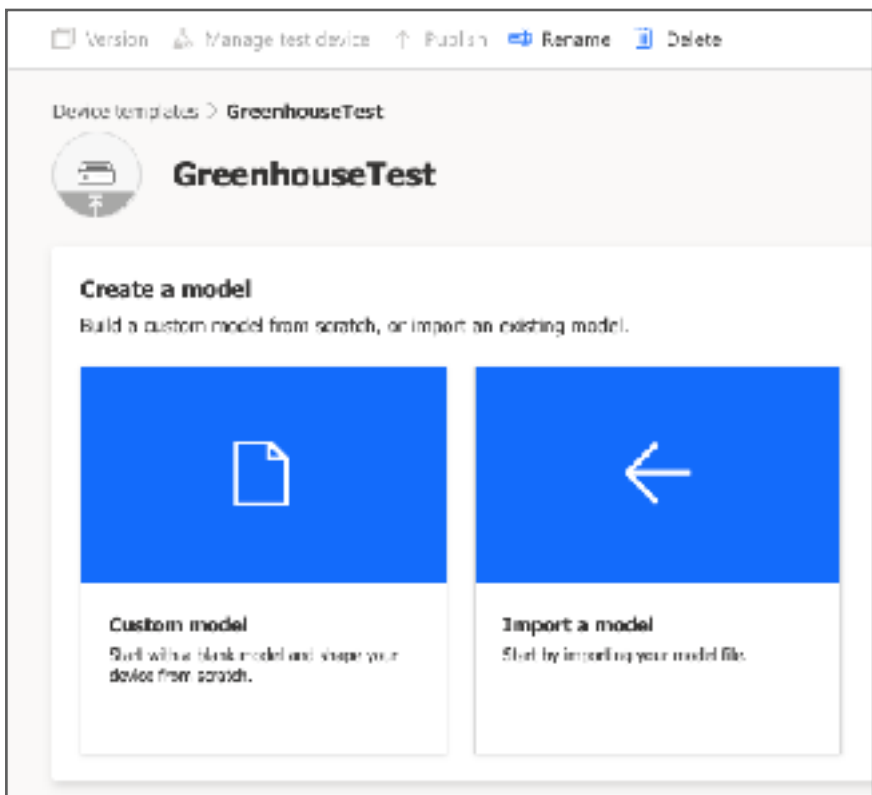 Version Manage test device Publish Rename Delete
Device templates > GreenhouseTest
GreenhouseTest
Create a model
Build a custom model from scratch, or import an existing model.
Custom model
Start with a blank model and shape your
device from scratch.
Import a model
Start by importing your model file.